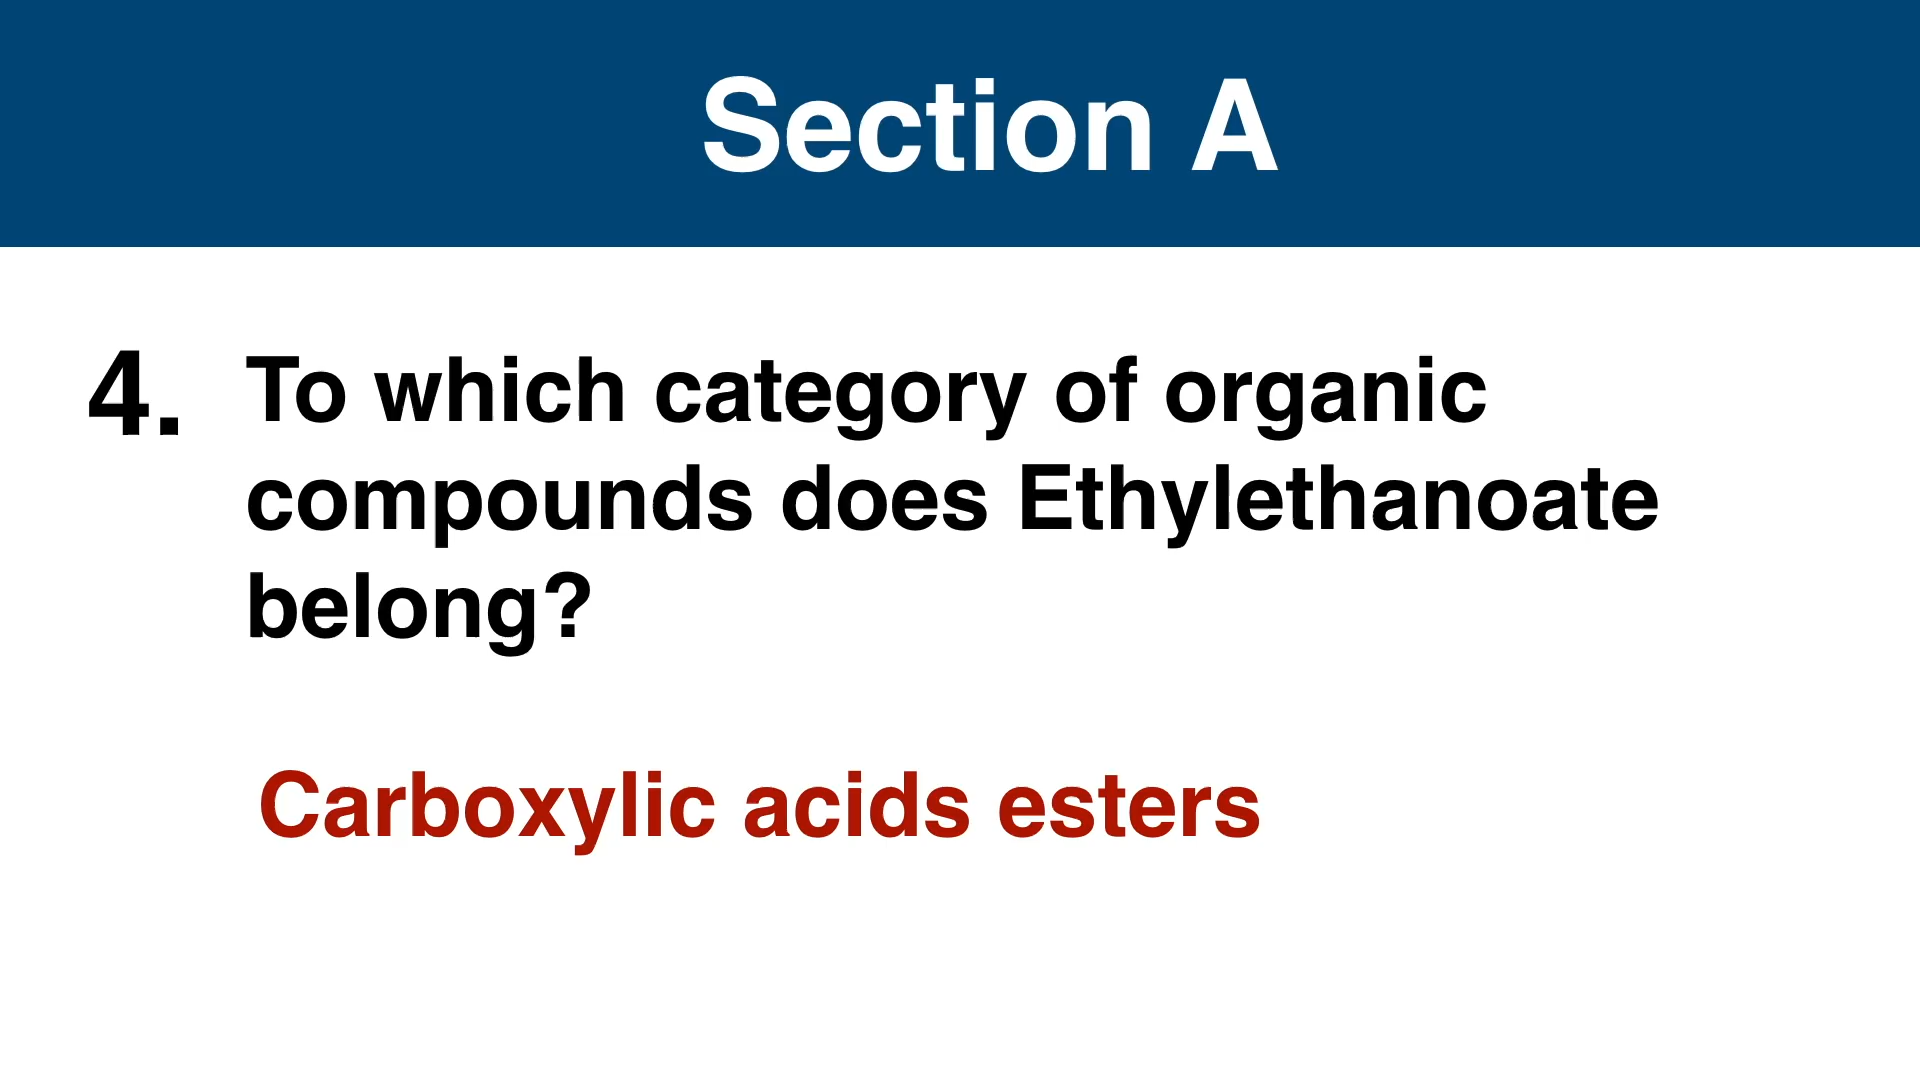 Section A
4. To which category of organic
compounds does Ethylethanoate
belong?
Carboxylic acids esters